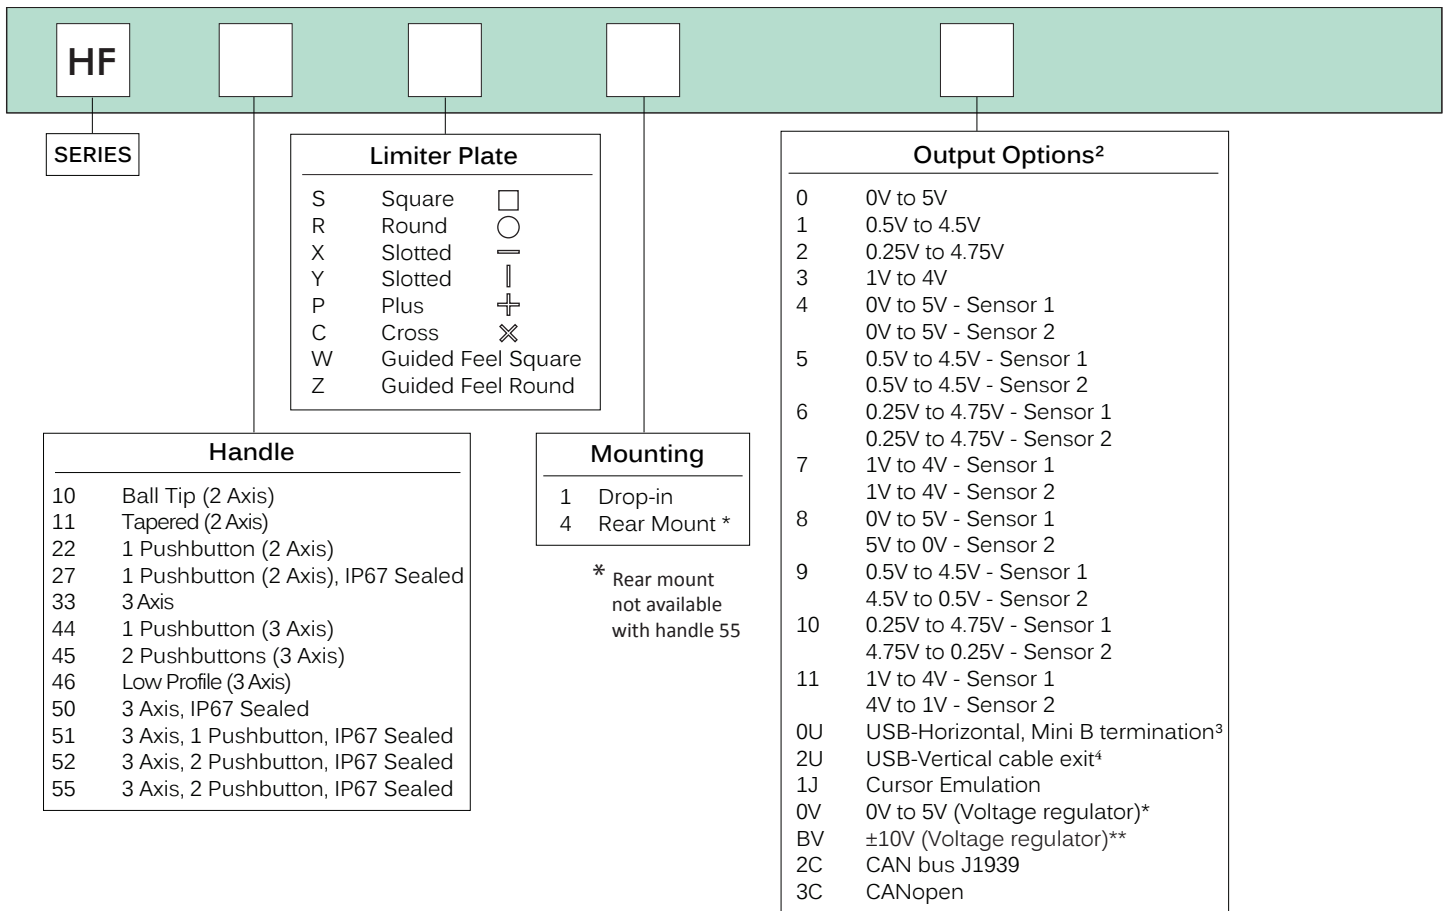 HF
SERIES
Limiter Plate
S Square
R Round
X Slotted
Y Slotted
P Plus
C Cross
W Guided Feel Square
Z Guided Feel Round
Handle
10 Ball Tip (2 Axis)
11 Tapered (2 Axis)
22 1 Pushbutton (2 Axis)
27 1 Pushbutton (2 Axis), IP67 Sealed
33 3 Axis
44 1 Pushbutton (3 Axis)
45 2 Pushbuttons (3 Axis)
46 Low Profile (3 Axis)
50 3 Axis, IP67 Sealed
51 3 Axis, 1 Pushbutton, IP67 Sealed
52 3 Axis, 2 Pushbutton, IP67 Sealed
55 3 Axis, 2 Pushbutton, IP67 Sealed
Mounting
1 Drop-in
4 Rear Mount *
* Rear mount
not available
with handle 55
Output Options²
0 0V to 5V
1 0.5V to 4.5V
2 0.25V to 4.75V
3 1V to 4V
4 0V to 5V - Sensor 1
0V to 5V - Sensor 2
5 0.5V to 4.5V - Sensor 1
0.5V to 4.5V - Sensor 2
6 0.25V to 4.75V - Sensor 1
0.25V to 4.75V - Sensor 2
7 1V to 4V - Sensor 1
1V to 4V - Sensor 2
8 0V to 5V - Sensor 1
5V to 0V - Sensor 2
9 0.5V to 4.5V - Sensor 1
4.5V to 0.5V - Sensor 2
10 0.25V to 4.75V - Sensor 1
4.75V to 0.25V - Sensor 2
11 1V to 4V - Sensor 1
4V to 1V - Sensor 2
0U USB-Horizontal, Mini B termination³
2U USB-Vertical cable exit⁴
1J Cursor Emulation
0V 0V to 5V (Voltage regulator)*
BV ±10V (Voltage regulator)**
2C CAN bus J1939
3C CANopen